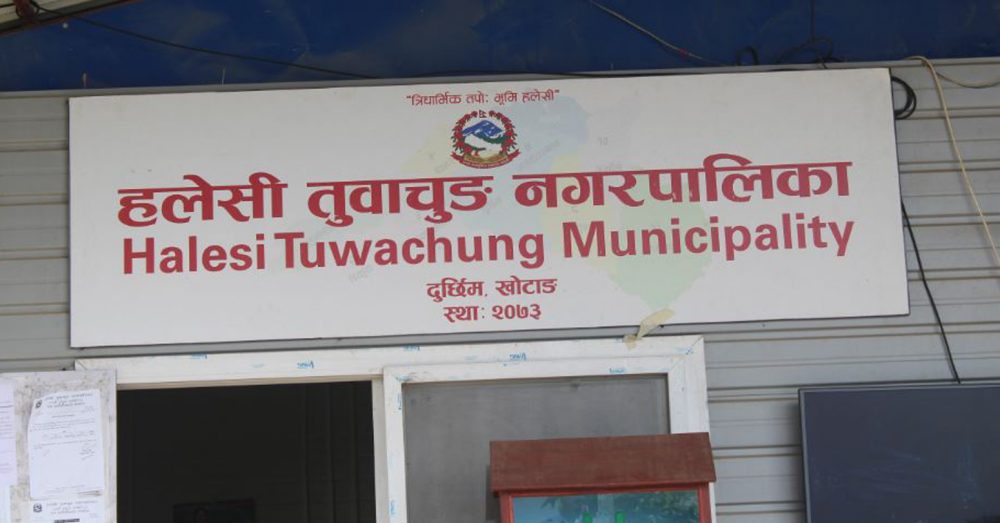 "त्रिधार्मिक तपो: भूमि हलेसी"
हलेसी तुवाचुङ नगरपालिका
Halesi Tuwachung Municipality
दुर्छिम, खोटाङ
स्था: २०७३